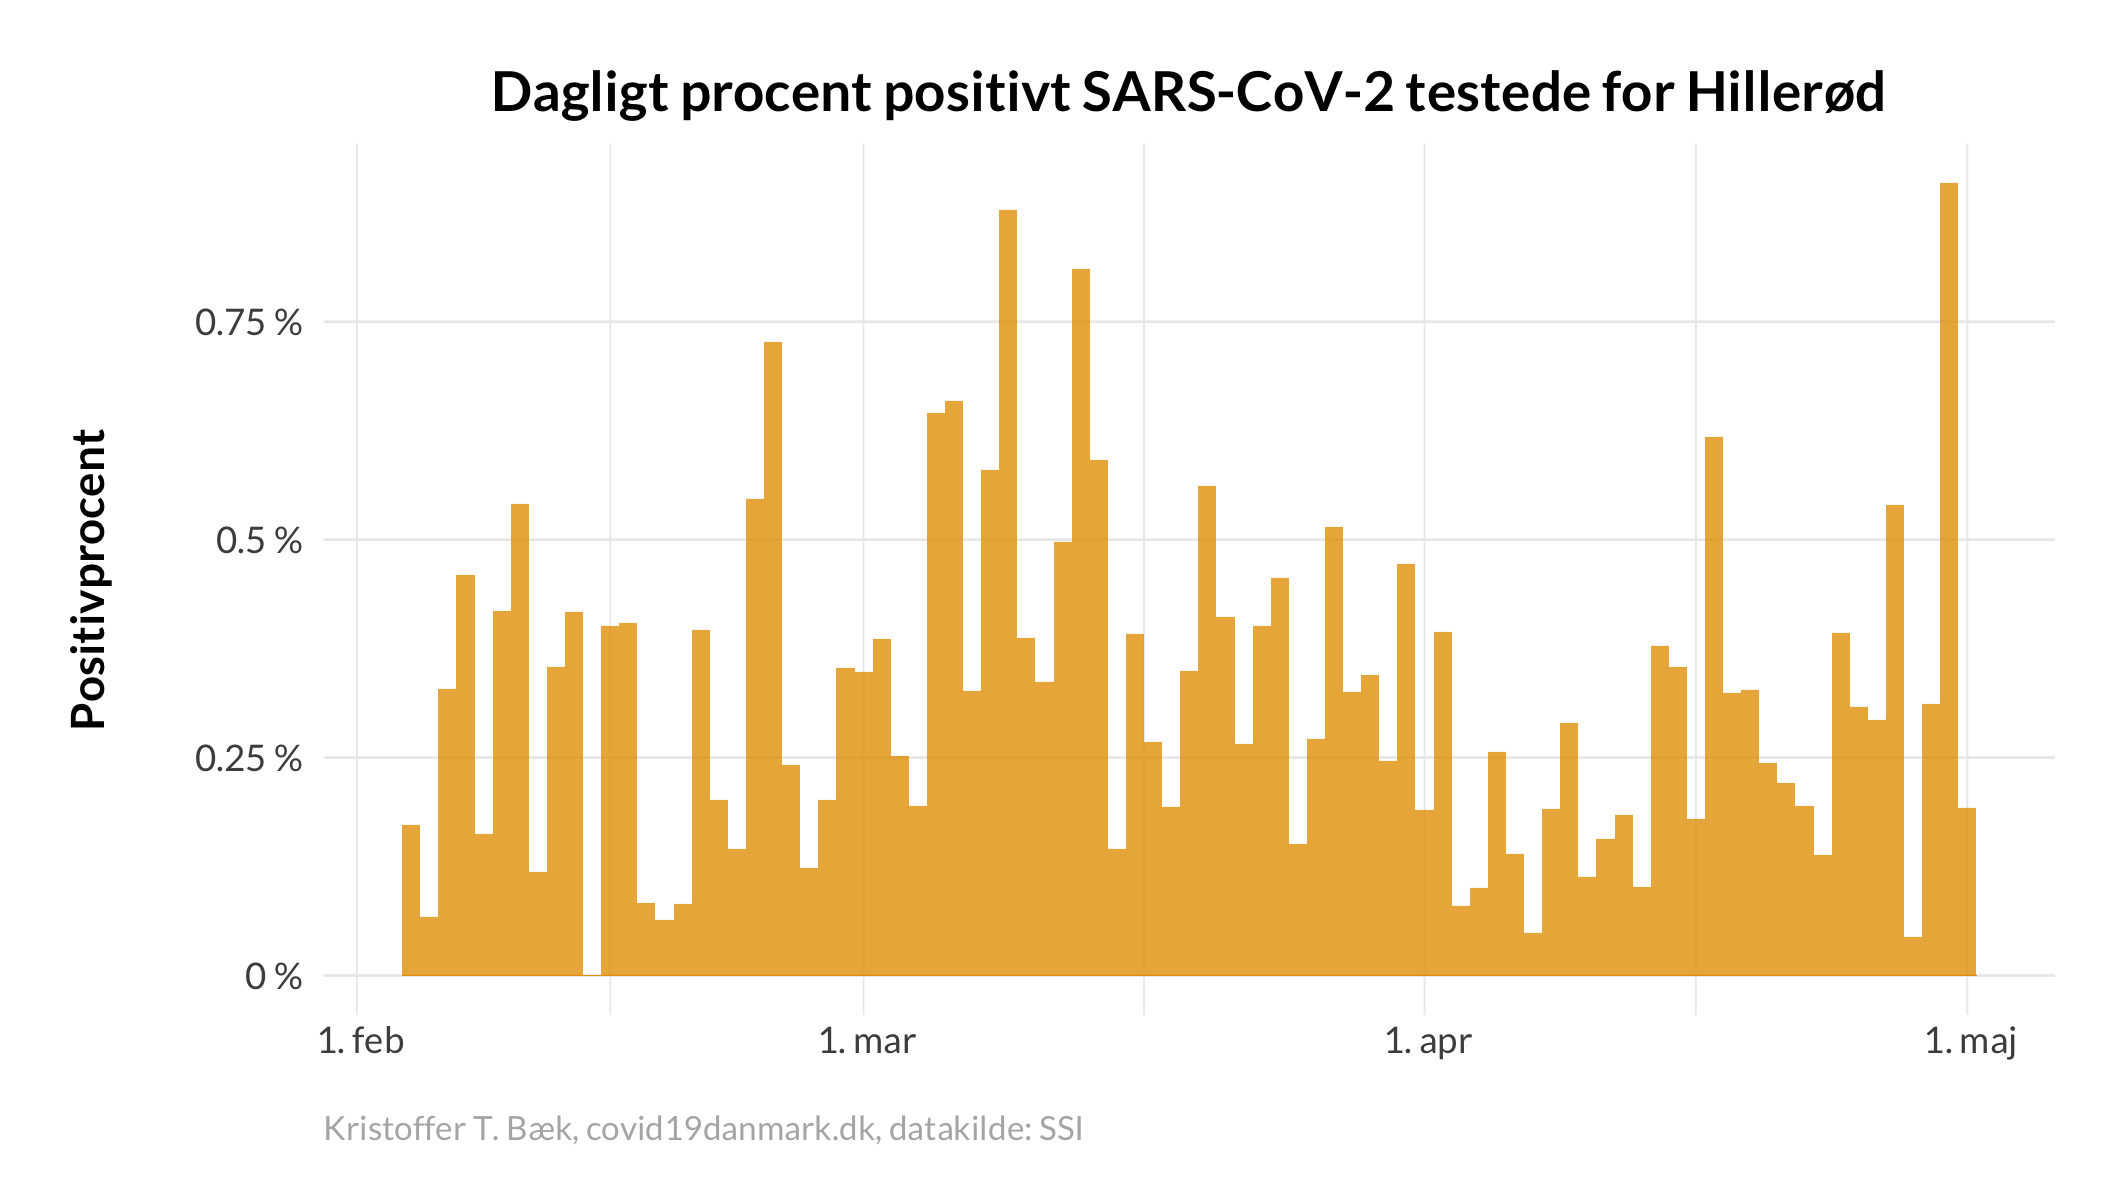 Dagligt procent positivt SARS-CoV-2 testede for Hillerød
Positivprocent
0.75 %
0.5 %
0.25 %
0 %
1. feb
1. mar
1. apr
1. maj
Kristoffer T. Bæk, covid19danmark.dk, datakilde: SSI